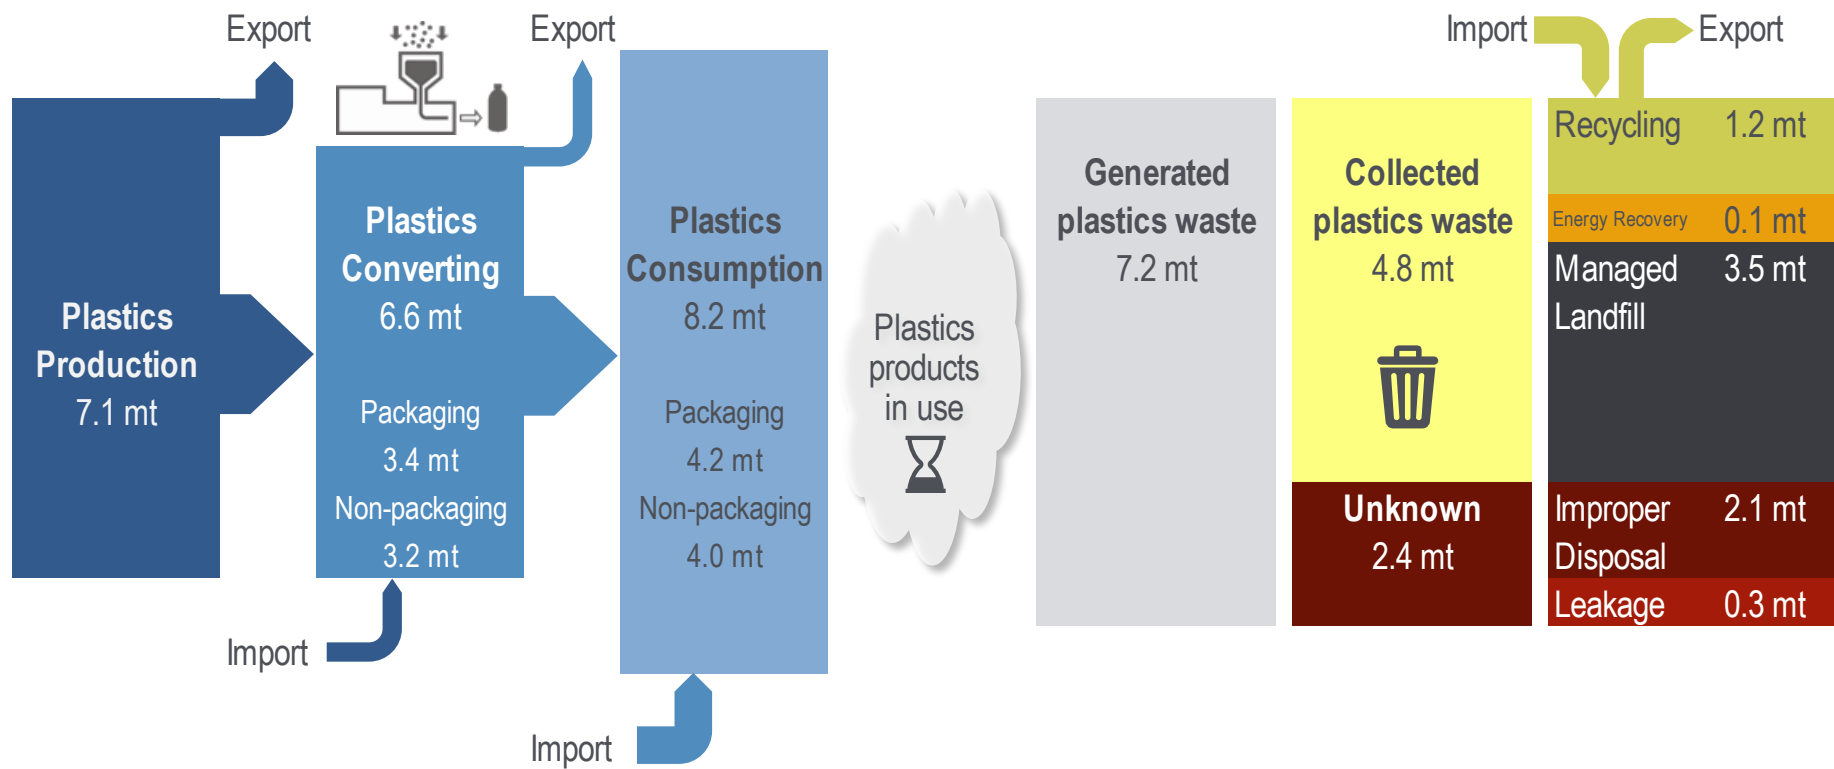 Export
Plastics
Production
7.1 mt
Export
Plastics
Converting
6.6 mt
Packaging
3.4 mt
Non-packaging
3.2 mt
Import
Plastics
Consumption
8.2 mt
Packaging
4.2 mt
Non-packaging
4.0 mt
Import
Plastics
products
in use
Generated
plastics waste
7.2 mt
Collected
plastics waste
4.8 mt
Unknown
2.4 mt
Import
Export
Recycling 1.2 mt
Energy Recovery 0.1 mt
Managed 3.5 mt
Landfill
Improper 2.1 mt
Disposal
Leakage 0.3 mt